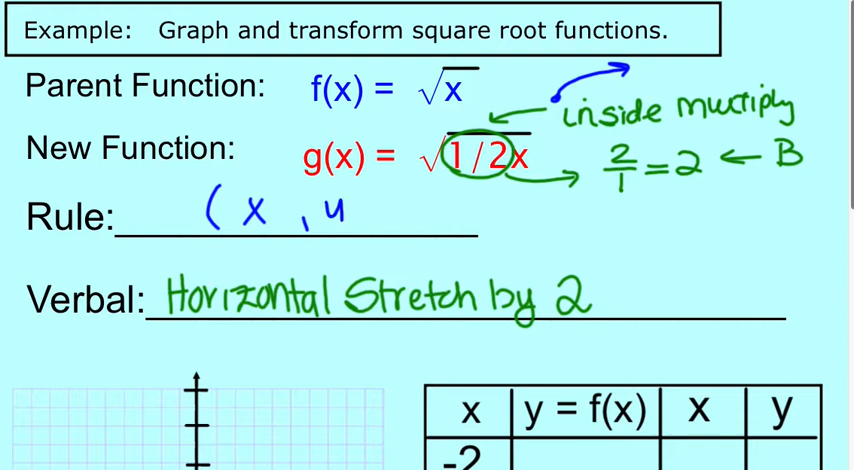 Example: Graph and transform square root functions.
Parent Function: f(x) = √x
inside multiply
New Function: g(x) = √1/2x
2/1 = 2 ← B
Rule: ( x , y
Verbal: Horizontal Stretch by 2
x y = f(x) x y
-2